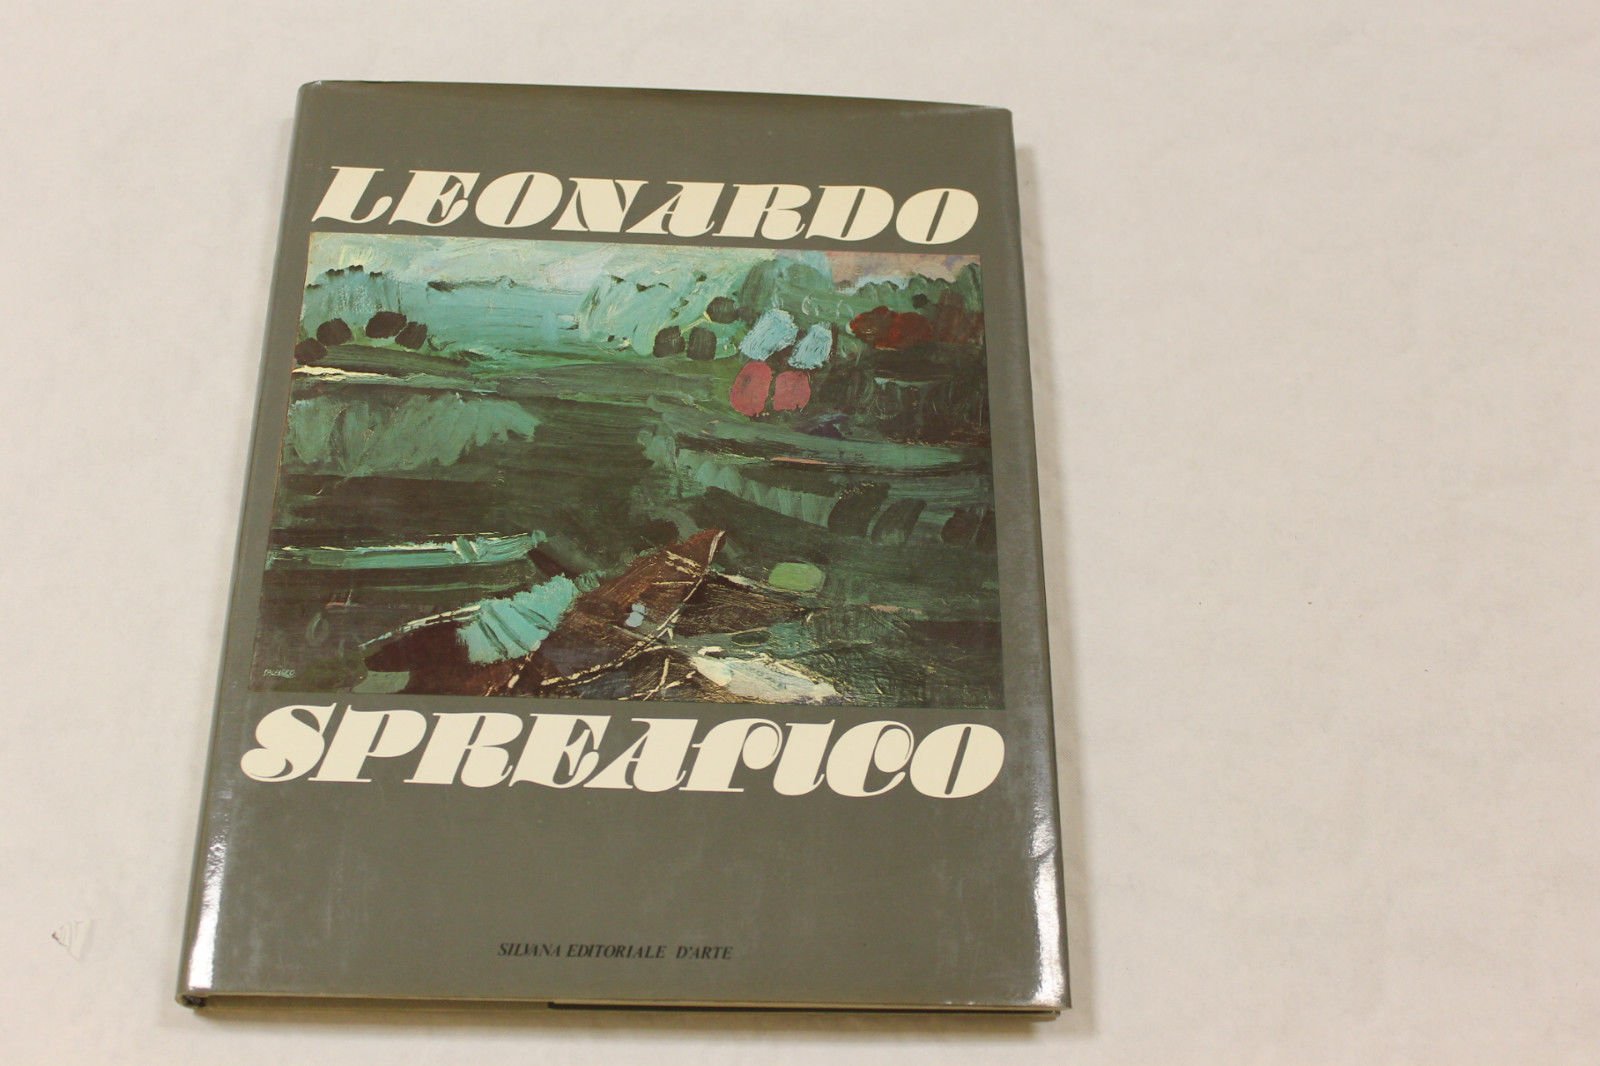 LEONARDO
SPREAFICO
SILVANA EDITORIALE D'ARTE